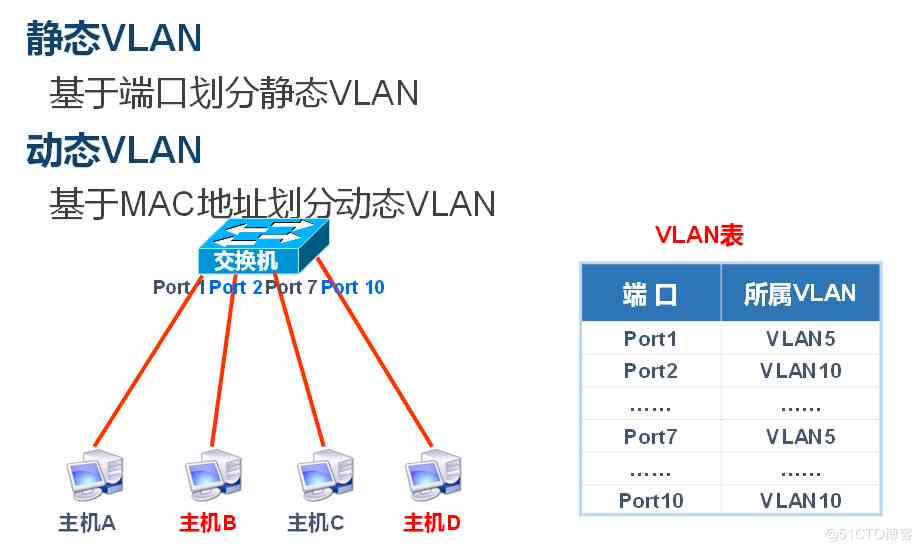 静态VLAN
基于端口划分静态VLAN
动态VLAN
基于MAC地址划分动态VLAN
交换机
Port 1 Port 2 Port 7 Port 10
主机A 主机B 主机C 主机D
VLAN表
端 口 所属VLAN
Port1 VLAN5
Port2 VLAN10
…… ……
Port7 VLAN5
…… ……
Port10 VLAN10
@51CTO博客